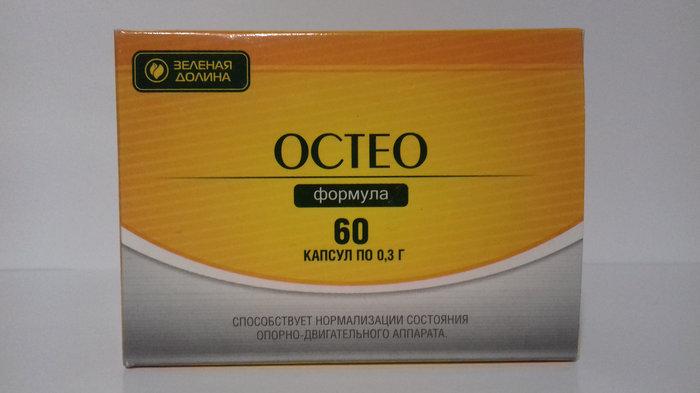 ЗЕЛЕНАЯ
ДОЛИНА
ОСТЕО
формула
60
КАПСУЛ ПО 0,3 Г
СПОСОБСТВУЕТ НОРМАЛИЗАЦИИ СОСТОЯНИЯ
ОПОРНО-ДВИГАТЕЛЬНОГО АППАРАТА.